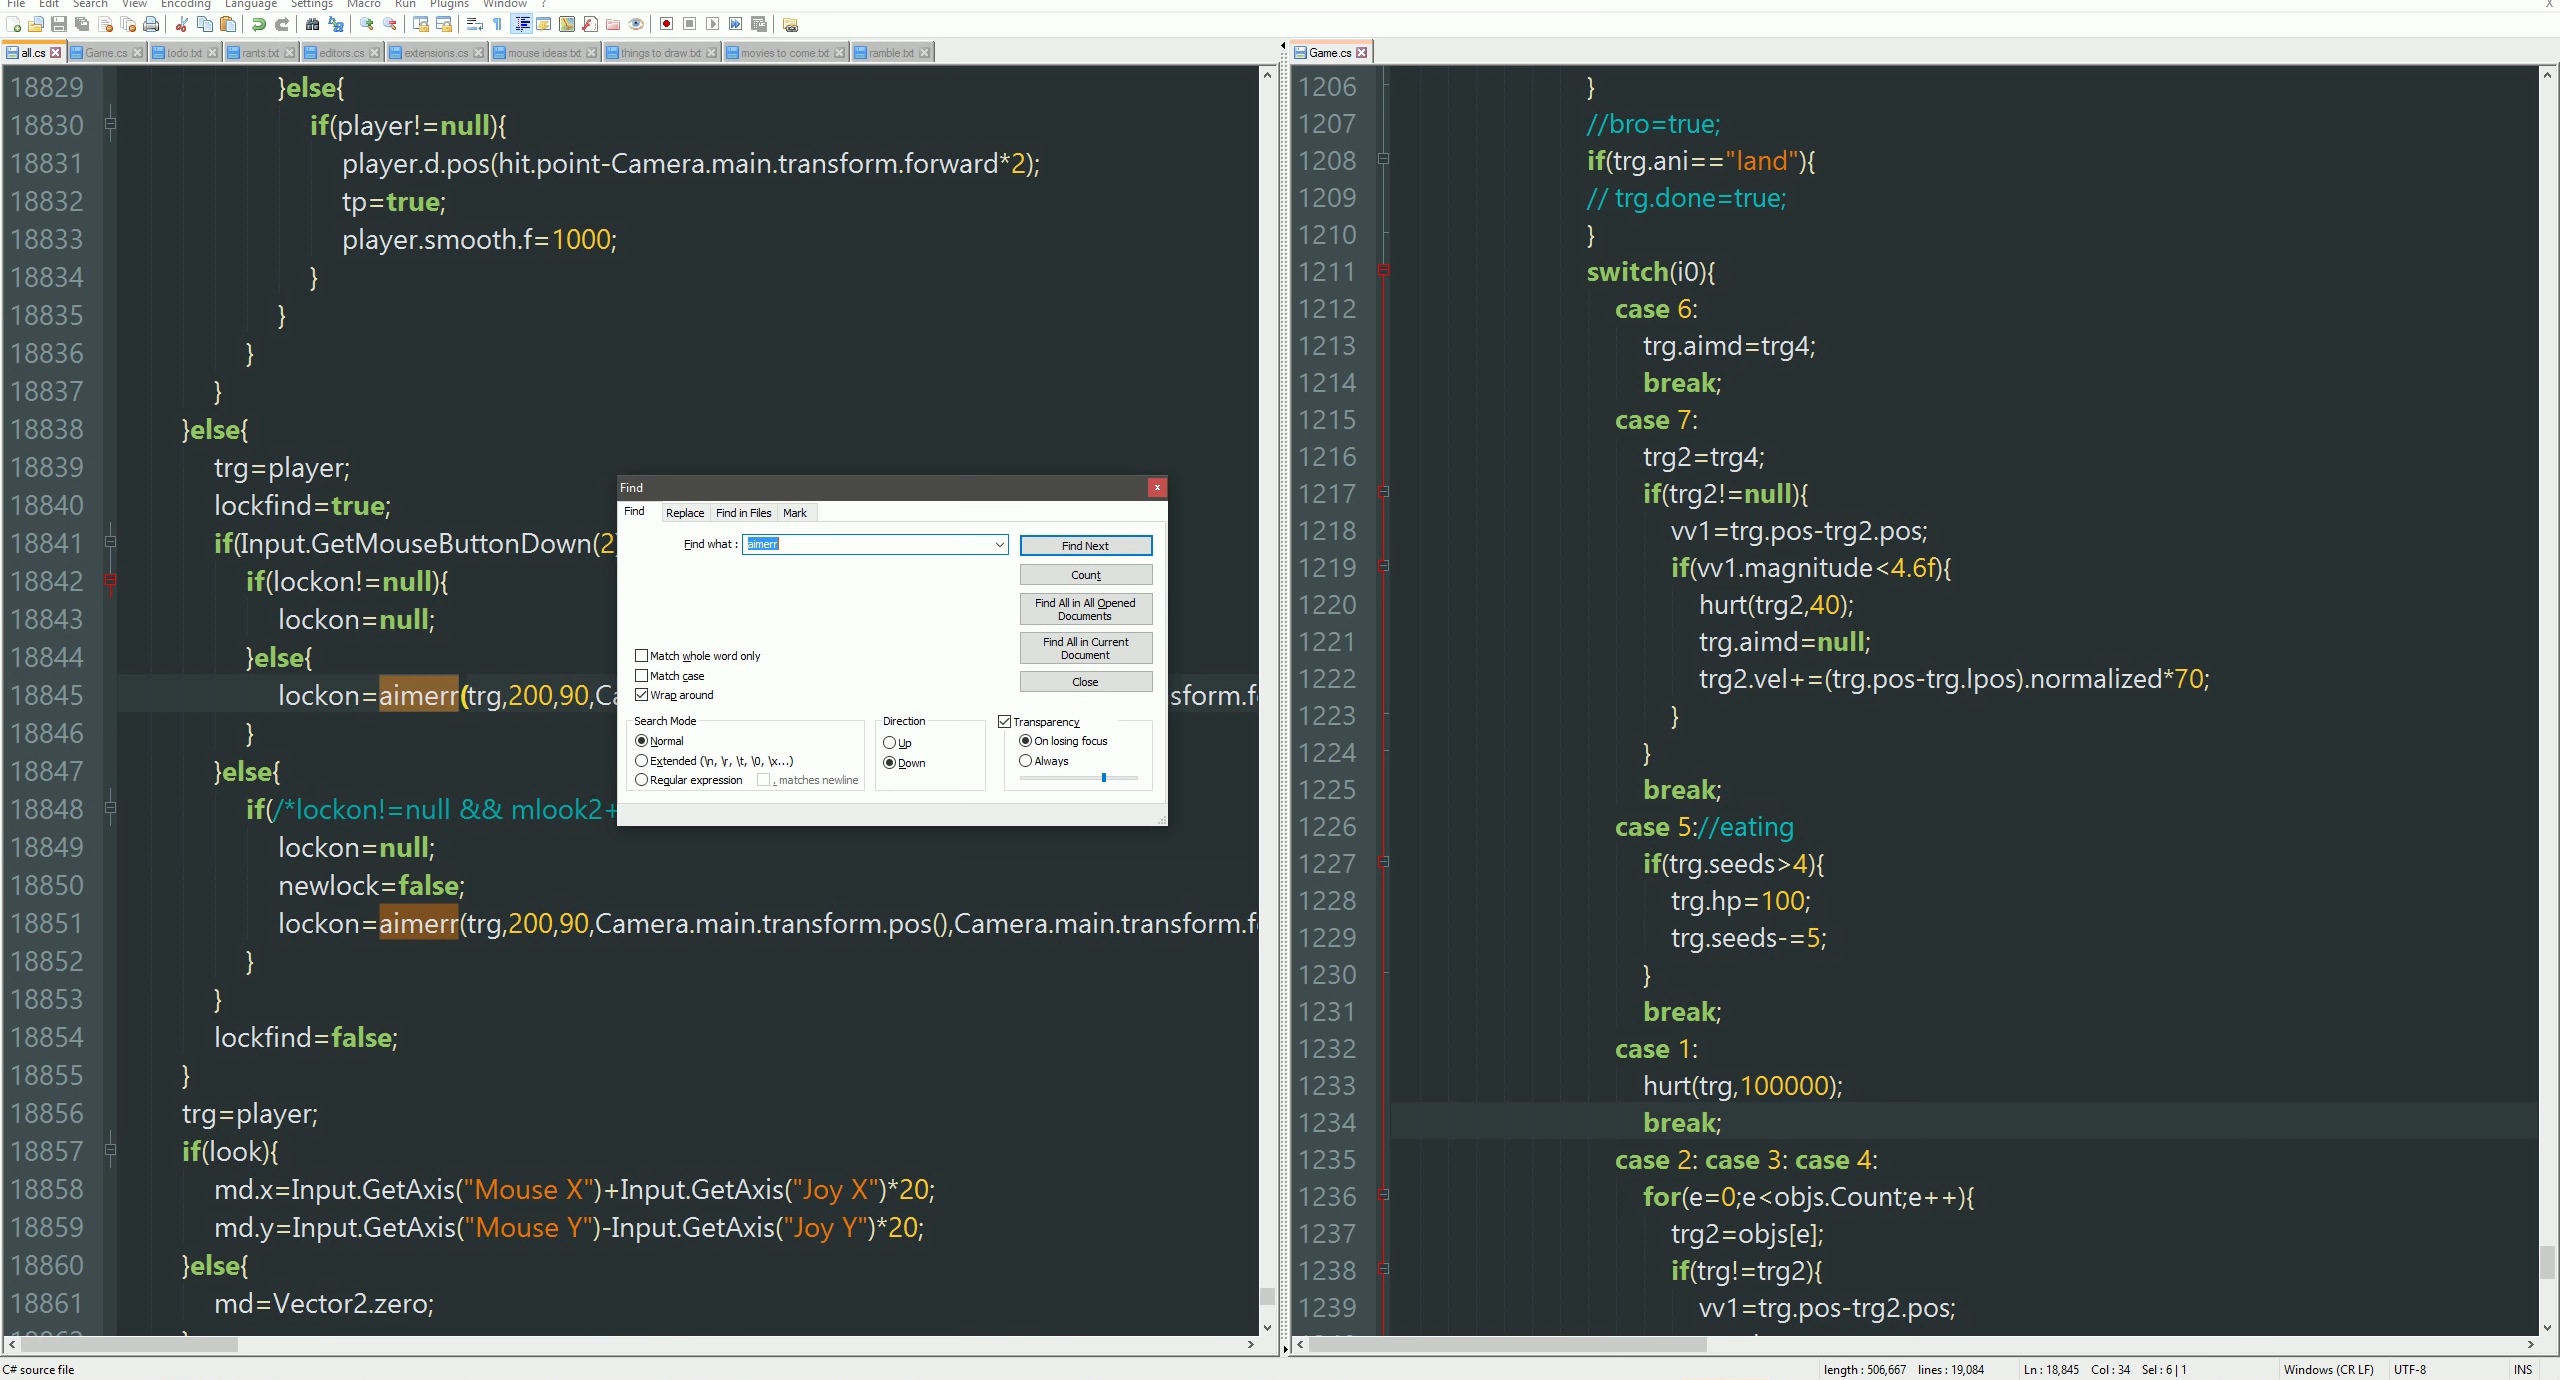 File Edit Search View Encoding Language Settings Macro Run Plugins Window ? X
all.cs Game.cs todo.txt rants.txt editors.cs extensions.cs mouse ideas.txt things to draw.txt movies to come.txt ramble.txt
18829 }else{
18830 if(player!=null){
18831 player.d.pos(hit.point-Camera.main.transform.forward*2);
18832 tp=true;
18833 player.smooth.f=1000;
18834 }
18835 }
18836 }
18837 }
18838 }else{
18839 trg=player;
18840 lockfind=true;
18841 if(Input.GetMouseButtonDown(2)
18842 if(lockon!=null){
18843 lockon=null;
18844 }else{
18845 lockon=aimerr(trg,200,90,Ca sform.f
18846 }
18847 }else{
18848 if(/*lockon!=null && mlook2+
18849 lockon=null;
18850 newlock=false;
18851 lockon=aimerr(trg,200,90,Camera.main.transform.pos(),Camera.main.transform.f
18852 }
18853 }
18854 lockfind=false;
18855 }
18856 trg=player;
18857 if(look){
18858 md.x=Input.GetAxis("Mouse X")+Input.GetAxis("Joy X")*20;
18859 md.y=Input.GetAxis("Mouse Y")-Input.GetAxis("Joy Y")*20;
18860 }else{
18861 md=Vector2.zero;
Find x
Find Replace Find in Files Mark
Find what : aimerr
Find Next
Count
Find All in All Opened
Documents
Find All in Current
Document
Close
Match whole word only
Match case
Wrap around
Search Mode
Normal
Extended (\n, \r, \t, \0, \x...)
Regular expression . matches newline
Direction
Up
Down
Transparency
On losing focus
Always
Game.cs
1206 }
1207 //bro=true;
1208 if(trg.ani=="land"){
1209 // trg.done=true;
1210 }
1211 switch(i0){
1212 case 6:
1213 trg.aimd=trg4;
1214 break;
1215 case 7:
1216 trg2=trg4;
1217 if(trg2!=null){
1218 vv1=trg.pos-trg2.pos;
1219 if(vv1.magnitude<4.6f){
1220 hurt(trg2,40);
1221 trg.aimd=null;
1222 trg2.vel+=(trg.pos-trg.lpos).normalized*70;
1223 }
1224 }
1225 break;
1226 case 5://eating
1227 if(trg.seeds>4){
1228 trg.hp=100;
1229 trg.seeds-=5;
1230 }
1231 break;
1232 case 1:
1233 hurt(trg,100000);
1234 break;
1235 case 2: case 3: case 4:
1236 for(e=0;e<objs.Count;e++){
1237 trg2=objs[e];
1238 if(trg!=trg2){
1239 vv1=trg.pos-trg2.pos;
C# source file length : 506,667 lines : 19,084 Ln : 18,845 Col : 34 Sel : 6 | 1 Windows (CR LF) UTF-8 INS